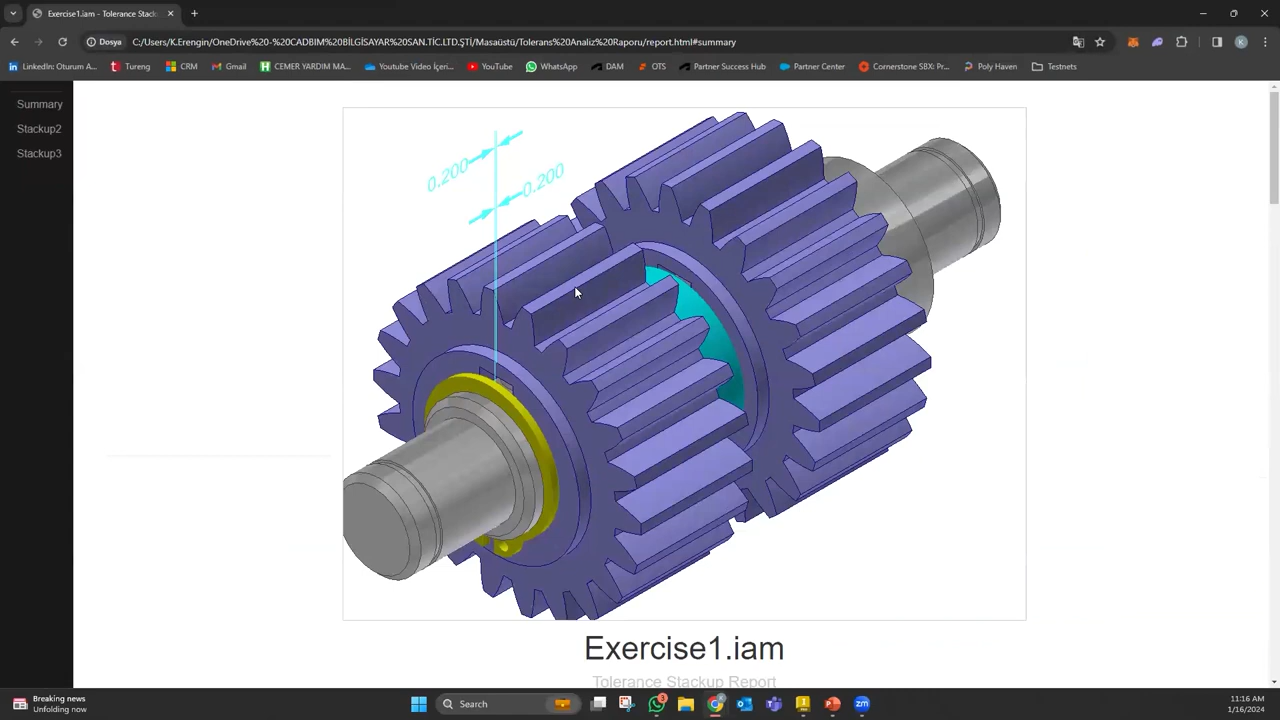 Exercise1.iam - Tolerance Stack
Dosya
C:/Users/K.Erengin/OneDrive%20-%20CADBIM%20BİLGİSAYAR%20SAN.TİC.LTD.ŞTİ/Masaüstü/Tolerans%20Analiz%20Raporu/report.html#summary
K
LinkedIn: Oturum A...
Tureng
CRM
Gmail
CEMER YARDIM MA...
Youtube Video İçeri...
YouTube
WhatsApp
DAM
OTS
Partner Success Hub
Partner Center
Cornerstone SBX: Pr...
Poly Haven
Testnets
Summary
Stackup2
Stackup3
0.200
0.200
Exercise1.iam
Tolerance Stackup Report
Breaking news
Unfolding now
Search
3
zm
11:16 AM
1/16/2024